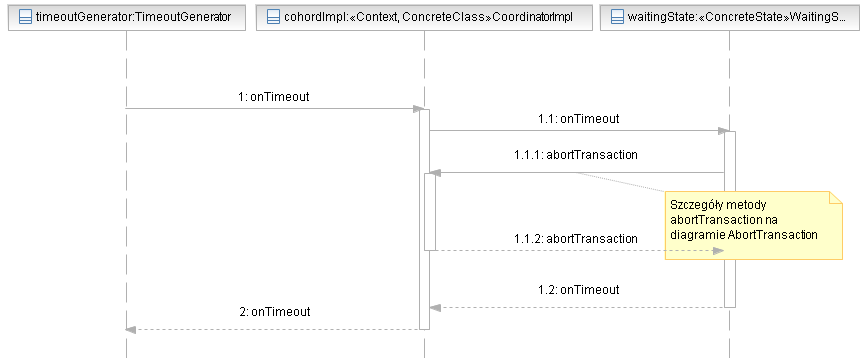 timeoutGenerator:TimeoutGenerator
cohordImpl:«Context, ConcreteClass»CoordinatorImpl
waitingState:«ConcreteState»WaitingS...
1: onTimeout
1.1: onTimeout
1.1.1: abortTransaction
Szczegóły metody
abortTransaction na
diagramie AbortTransaction
1.1.2: abortTransaction
1.2: onTimeout
2: onTimeout